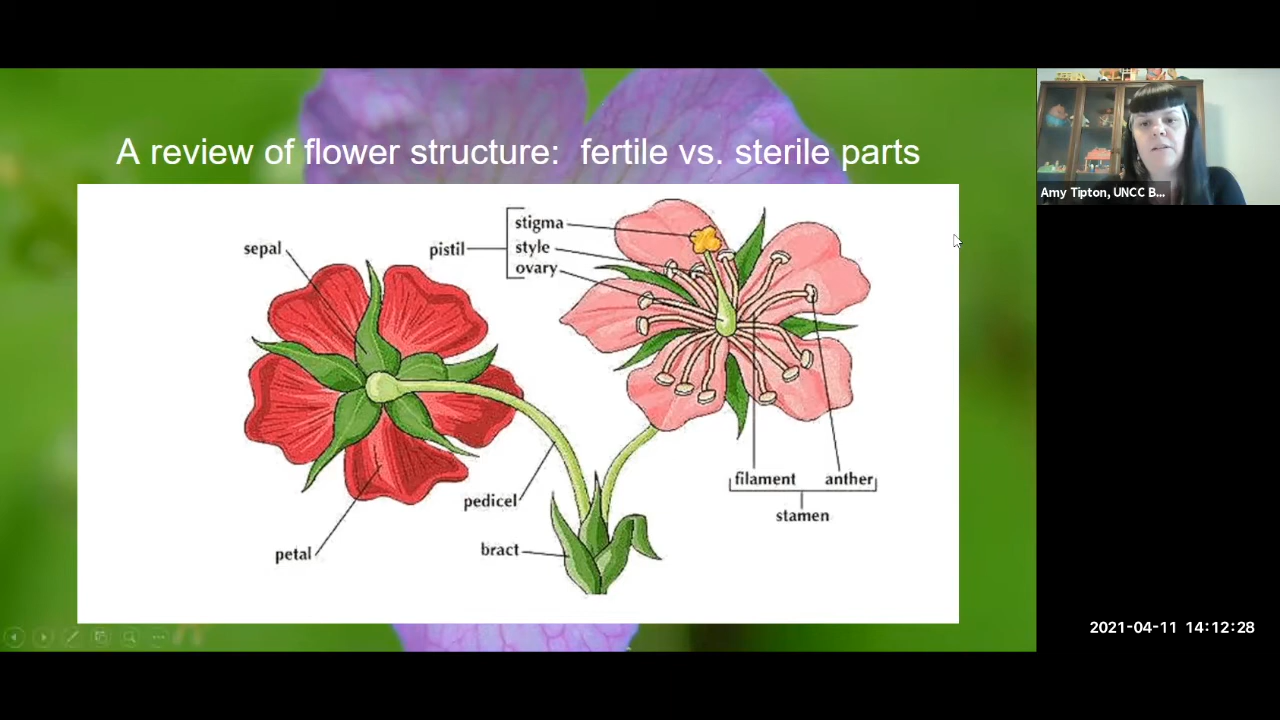 A review of flower structure:  fertile vs. sterile parts
sepal
pistil
stigma
style
ovary
pedicel
petal
bract
filament
anther
stamen
Amy Tipton, UNCC B...
2021-04-11 14:12:28